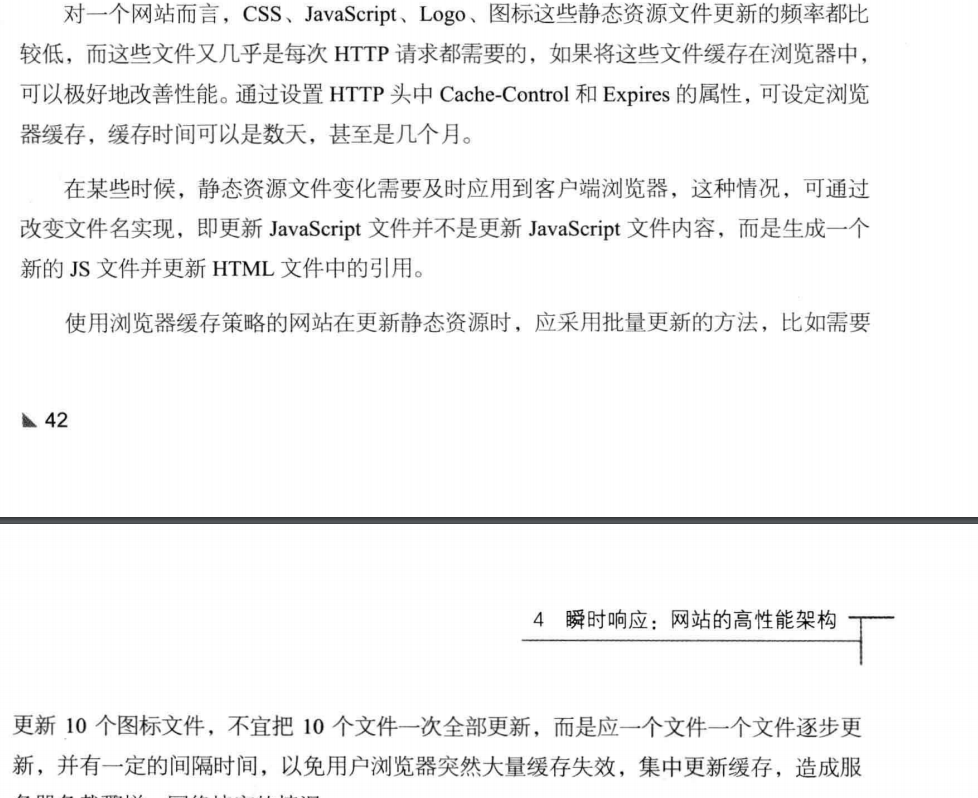 对一个网站而言，CSS、JavaScript、Logo、图标这些静态资源文件更新的频率都比
较低，而这些文件又几乎是每次 HTTP 请求都需要的，如果将这些文件缓存在浏览器中，
可以极好地改善性能。通过设置 HTTP 头中 Cache-Control 和 Expires 的属性，可设定浏览
器缓存，缓存时间可以是数天，甚至是几个月。
在某些时候，静态资源文件变化需要及时应用到客户端浏览器，这种情况，可通过
改变文件名实现，即更新 JavaScript 文件并不是更新 JavaScript 文件内容，而是生成一个
新的 JS 文件并更新 HTML 文件中的引用。
使用浏览器缓存策略的网站在更新静态资源时，应采用批量更新的方法，比如需要
42
4 瞬时响应：网站的高性能架构
更新 10 个图标文件，不宜把 10 个文件一次全部更新，而是应一个文件一个文件逐步更
新，并有一定的间隔时间，以免用户浏览器突然大量缓存失效，集中更新缓存，造成服